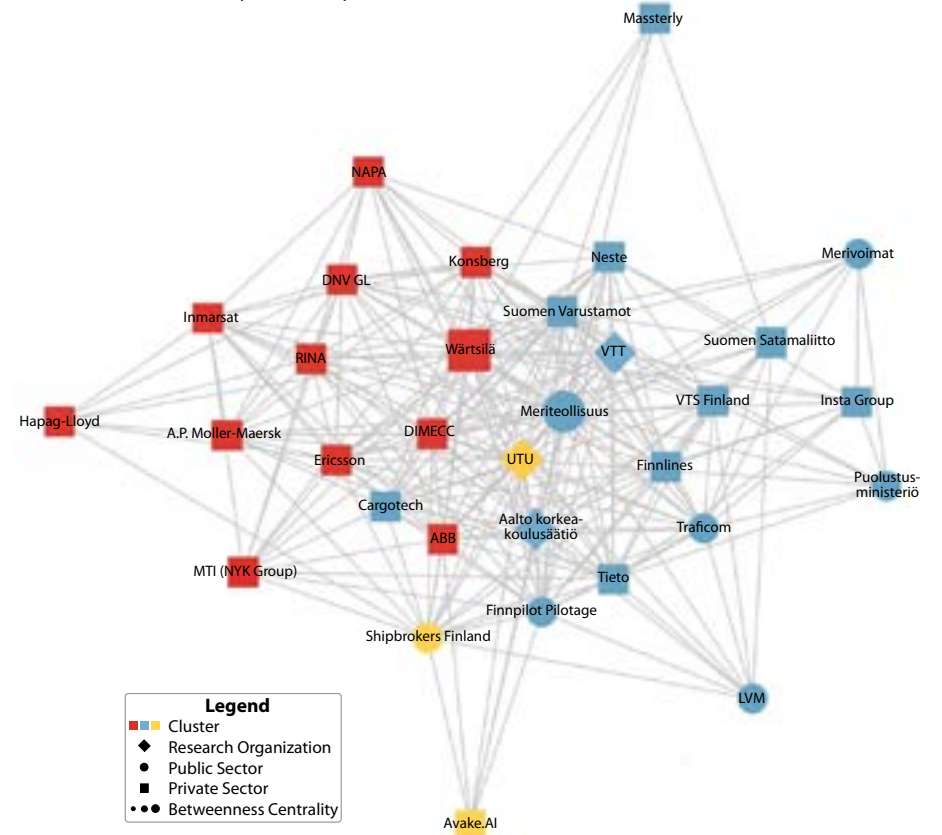 Massterly
NAPA
Merivoimat
Konsberg
Neste
DNV GL
Inmarsat
Suomen Varustamot
Suomen Satamaliitto
Wärtsilä
VTT
RINA
VTS Finland
Insta Group
Meriteollisuus
Hapag-Lloyd
A.P. Moller-Maersk
DIMECC
Ericsson
UTU
Finnlines
Puolustus-
ministeriö
Cargotech
Aalto korkea-
koulusäätiö
Traficom
ABB
MTI (NYK Group)
Tieto
Finnpilot Pilotage
Shipbrokers Finland
LVM
Legend
Cluster
Research Organization
Public Sector
Private Sector
Betweenness Centrality
Avake.AI